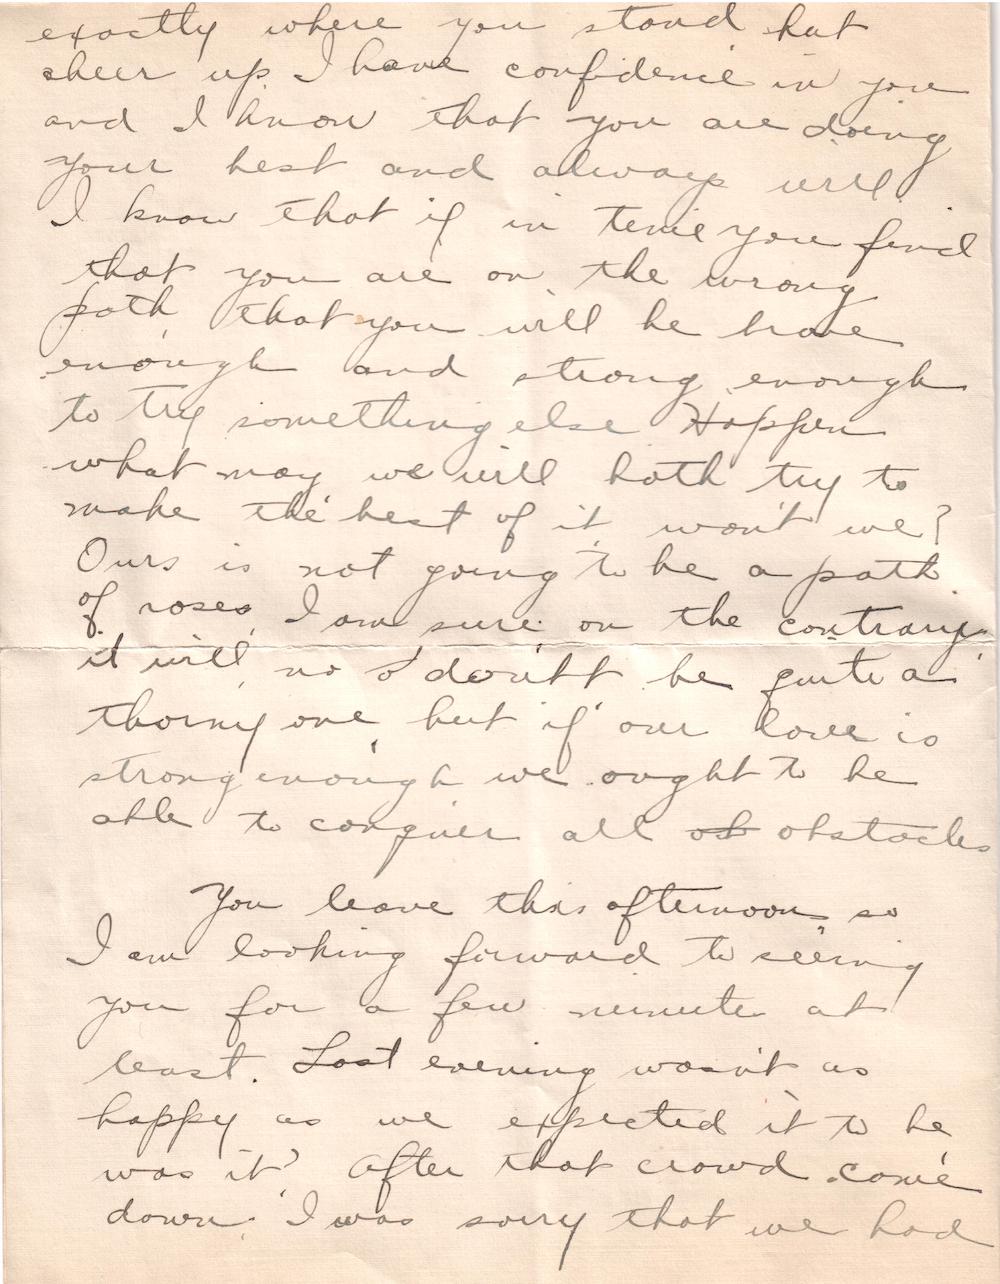 exactly where you stand but
cheer up I have confidence in you
and I know that you are doing
your best and always will
I know that if in time you find
that you are on the wrong
path that you will be brave
enough and strong enough
to try something else Happen
what may we will both try to
make the best of it, won't we?
Ours is not going to be a path
of roses, I am sure on the contrary
it will, no doubt be quite a
thorny one, but if our love is
strong enough we ought to be
able to conquer all ob obstacles
You leave this afternoon, so
I am looking forward to seeing
you for a few minute at
least. Last evening wasn't as
happy as we expected it to be
was it? After that crowd came
down. I was sorry that we had